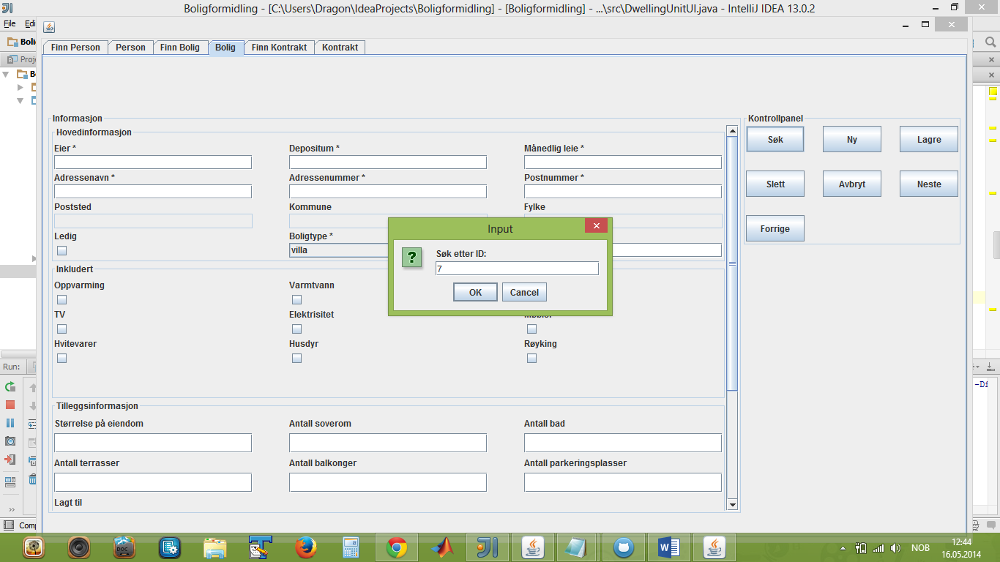 Boligformidling - [C:\Users\Dragon\IdeaProjects\Boligformidling] - [Boligformidling] - ...\src\DwellingUnitUI.java - IntelliJ IDEA 13.0.2
File Edi
Boli
Proje
B
Finn Person Person Finn Bolig Bolig Finn Kontrakt Kontrakt
Informasjon
Hovedinformasjon
Eier * Depositum * Månedlig leie *
Adressenavn * Adressenummer * Postnummer *
Poststed Kommune Fylke
Ledig Boligtype *
villa
Inkludert
Oppvarming Varmtvann
TV Elektrisitet
Hvitevarer Husdyr Røyking
Tilleggsinformasjon
Størrelse på eiendom Antall soverom Antall bad
Antall terrasser Antall balkonger Antall parkeringsplasser
Lagt til
Kontrollpanel
Søk Ny Lagre
Slett Avbryt Neste
Forrige
Input
Søk etter ID:
7
OK Cancel
Run:
-Di
Comp
DOC
NOB
12:44
16.05.2014